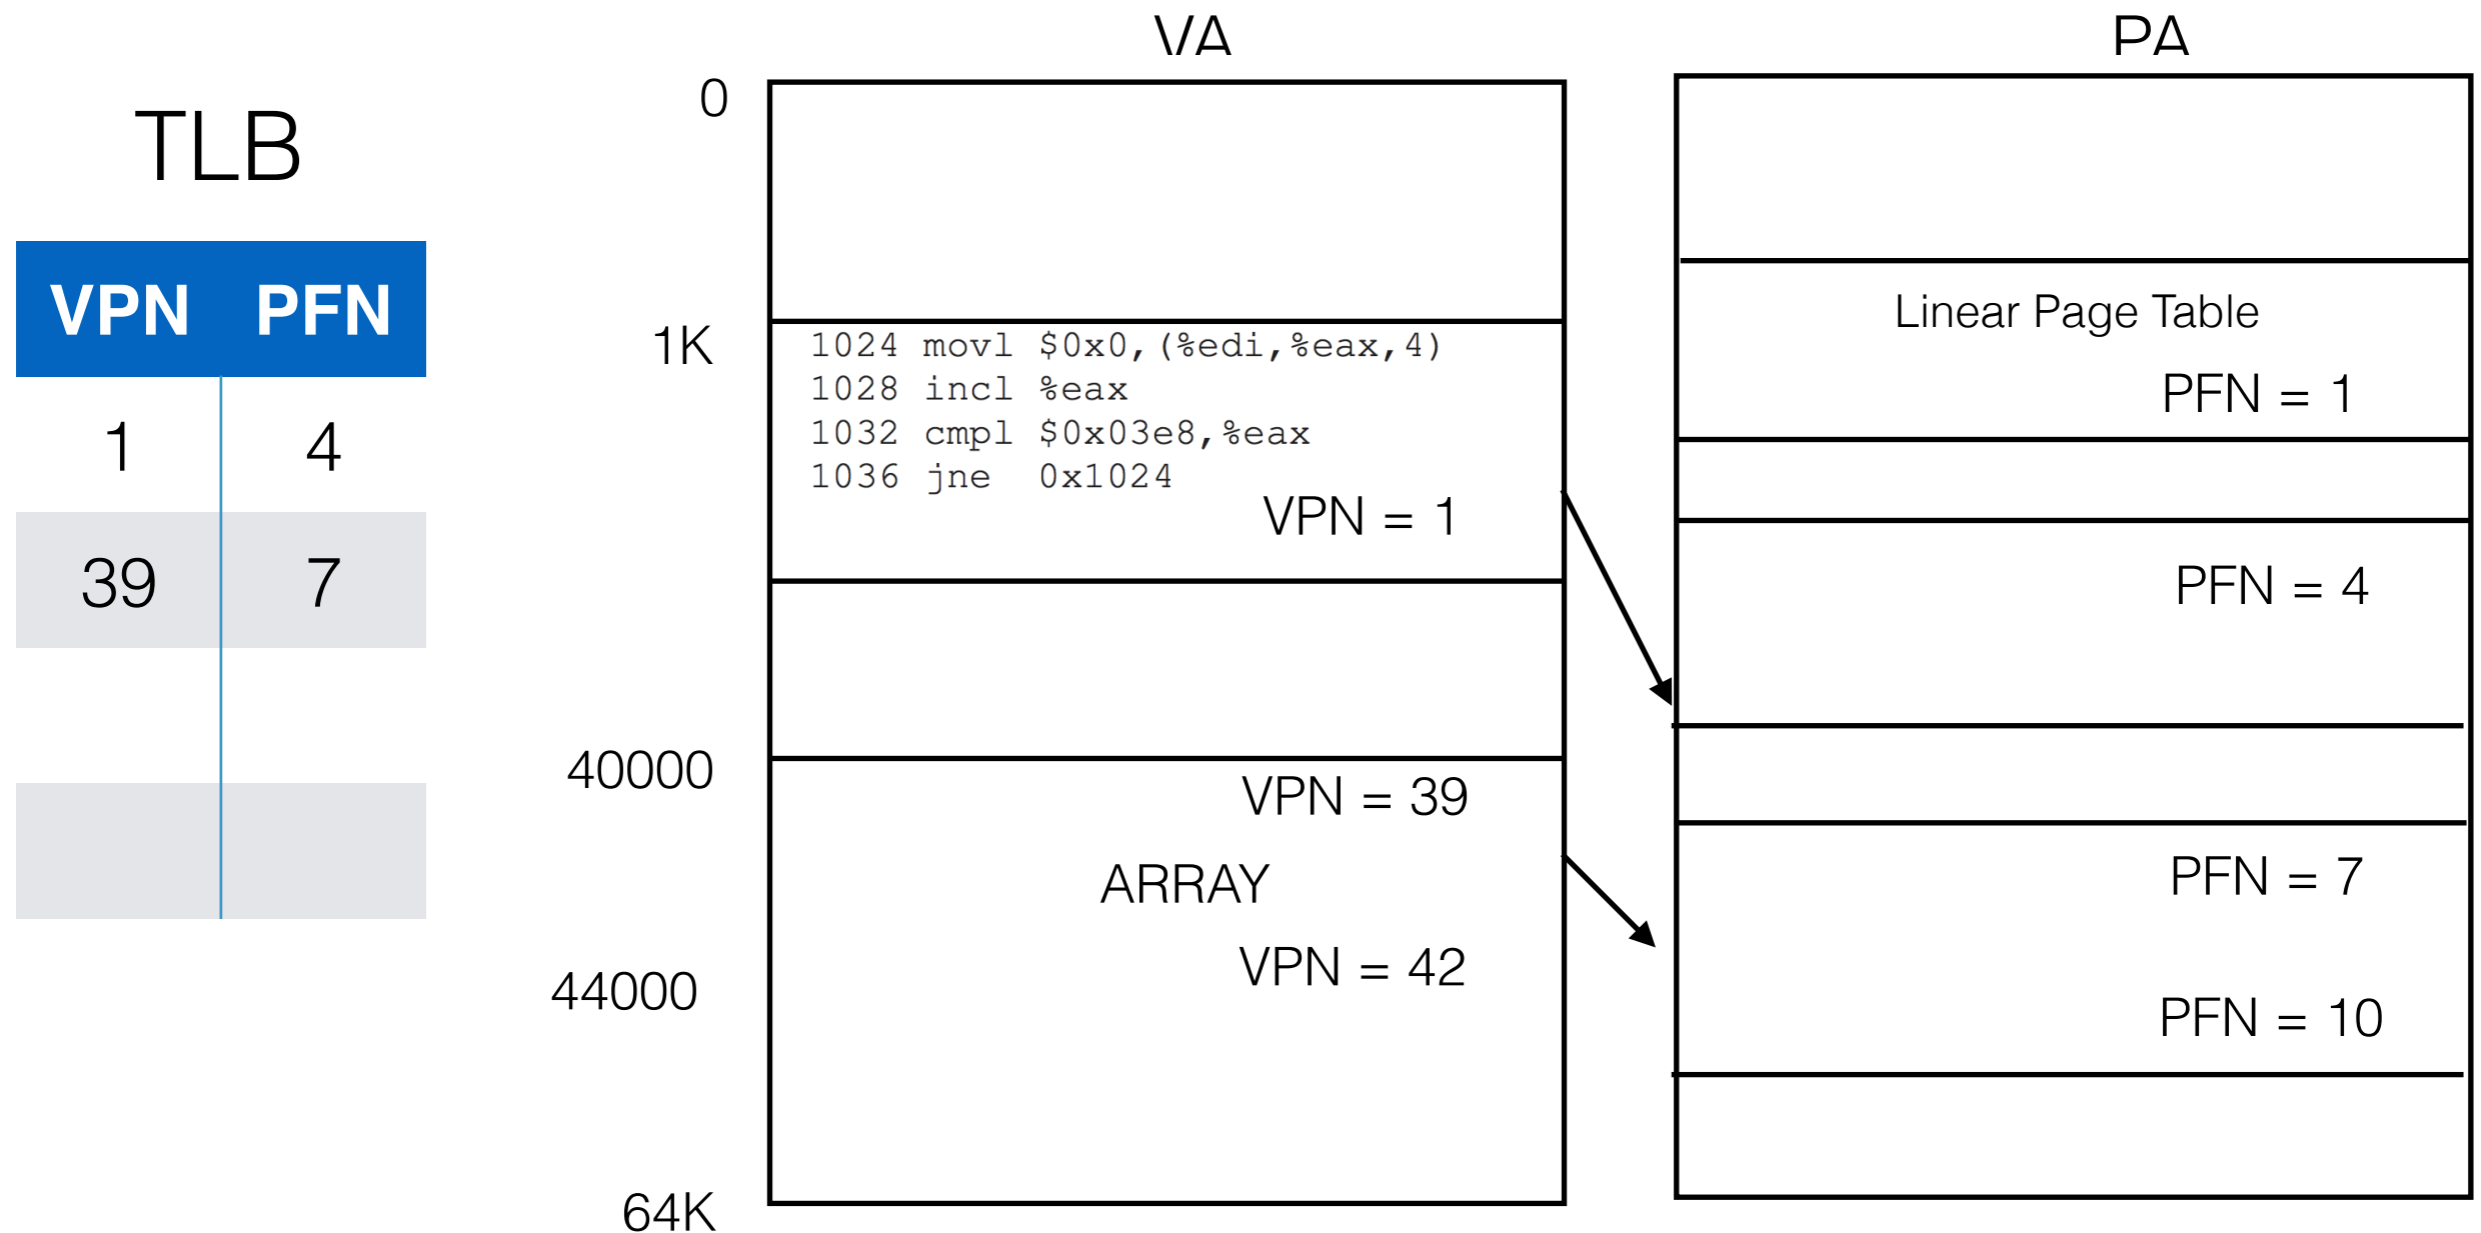 TLB
VPN PFN
1 4
39 7
VA
0
1K
1024 movl $0x0,(%edi,%eax,4)
1028 incl %eax
1032 cmpl $0x03e8,%eax
1036 jne 0x1024
VPN = 1
40000
VPN = 39
ARRAY
VPN = 42
44000
64K
PA
Linear Page Table
PFN = 1
PFN = 4
PFN = 7
PFN = 10